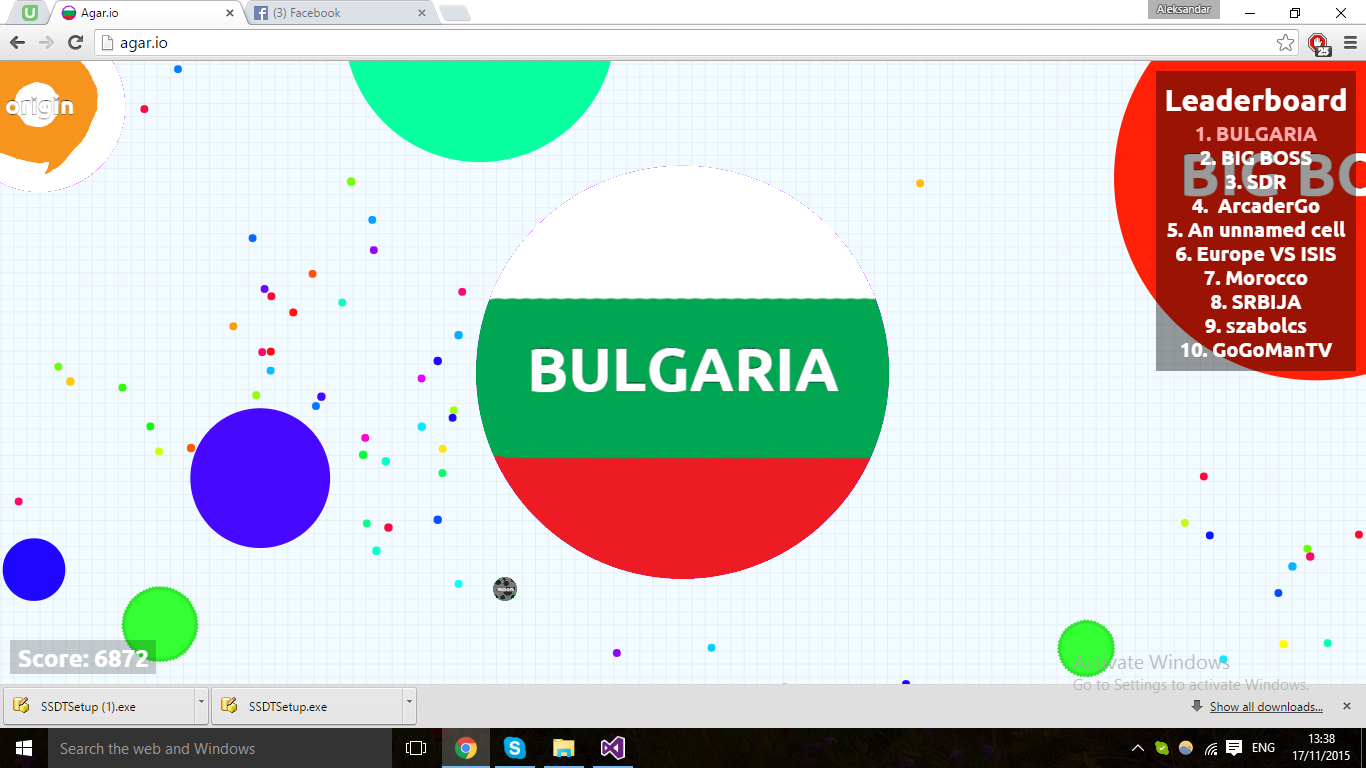 Agar.io
(3) Facebook
Aleksandar
agar.io
25
origin
Leaderboard
1. BULGARIA
2. BIG BOSS
3. SDR
4. ArcaderGo
5. An unnamed cell
6. Europe VS ISIS
7. Morocco
8. SRBIJA
9. szabolcs
10. GoGoManTV
BIG BO
BULGARIA
moon
Score: 6872
Activate Windows
Go to Settings to activate Windows.
SSDTSetup (1).exe
SSDTSetup.exe
Show all downloads...
Search the web and Windows
ENG
13:38
17/11/2015